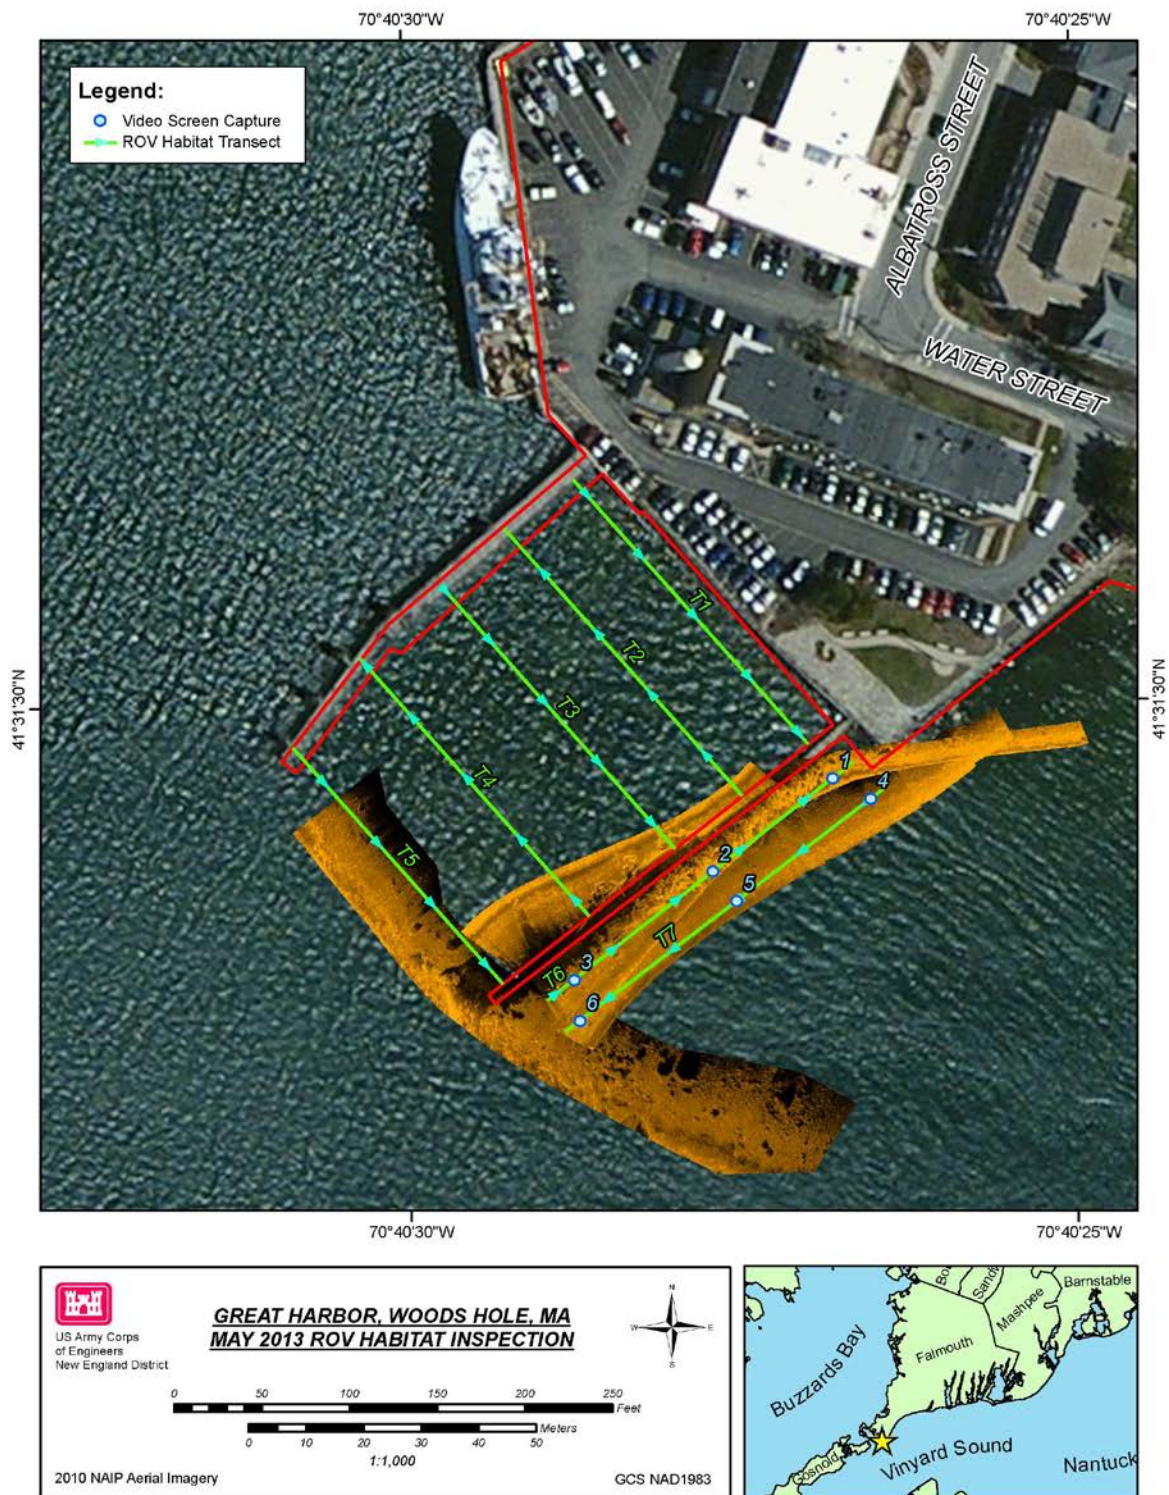 70°40'30"W
70°40'25"W
Legend:
Video Screen Capture
ROV Habitat Transect
ALBATROSS STREET
WATER STREET
T1
T2
T3
T4
T5
T6
T7
1
2
3
4
5
6
41°31'30"N
41°31'30"N
70°40'30"W
70°40'25"W
US Army Corps
of Engineers
New England District
GREAT HARBOR, WOODS HOLE, MA
MAY 2013 ROV HABITAT INSPECTION
N
W
E
S
0 50 100 150 200 250
Feet
Meters
0 10 20 30 40 50
1:1,000
2010 NAIP Aerial Imagery
GCS NAD1983
Bou
Sandw
Barnstable
Mashpee
Falmouth
Buzzards Bay
Gosnold
Vinyard Sound
Nantuck